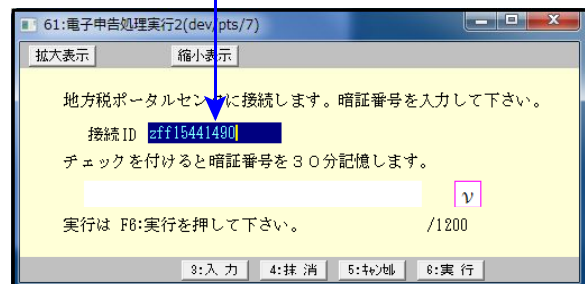 61:電子申告処理実行2(dev/pts/7)
拡大表示 縮小表示
地方税ポータルセンタに接続します。暗証番号を入力して下さい。
接続ID zff15441490
チェックを付けると暗証番号を30分記憶します。
ν
実行は F6:実行を押して下さい。 /1200
3:入 力 4:抹 消 5:ｷｬﾝｾﾙ 6:実 行